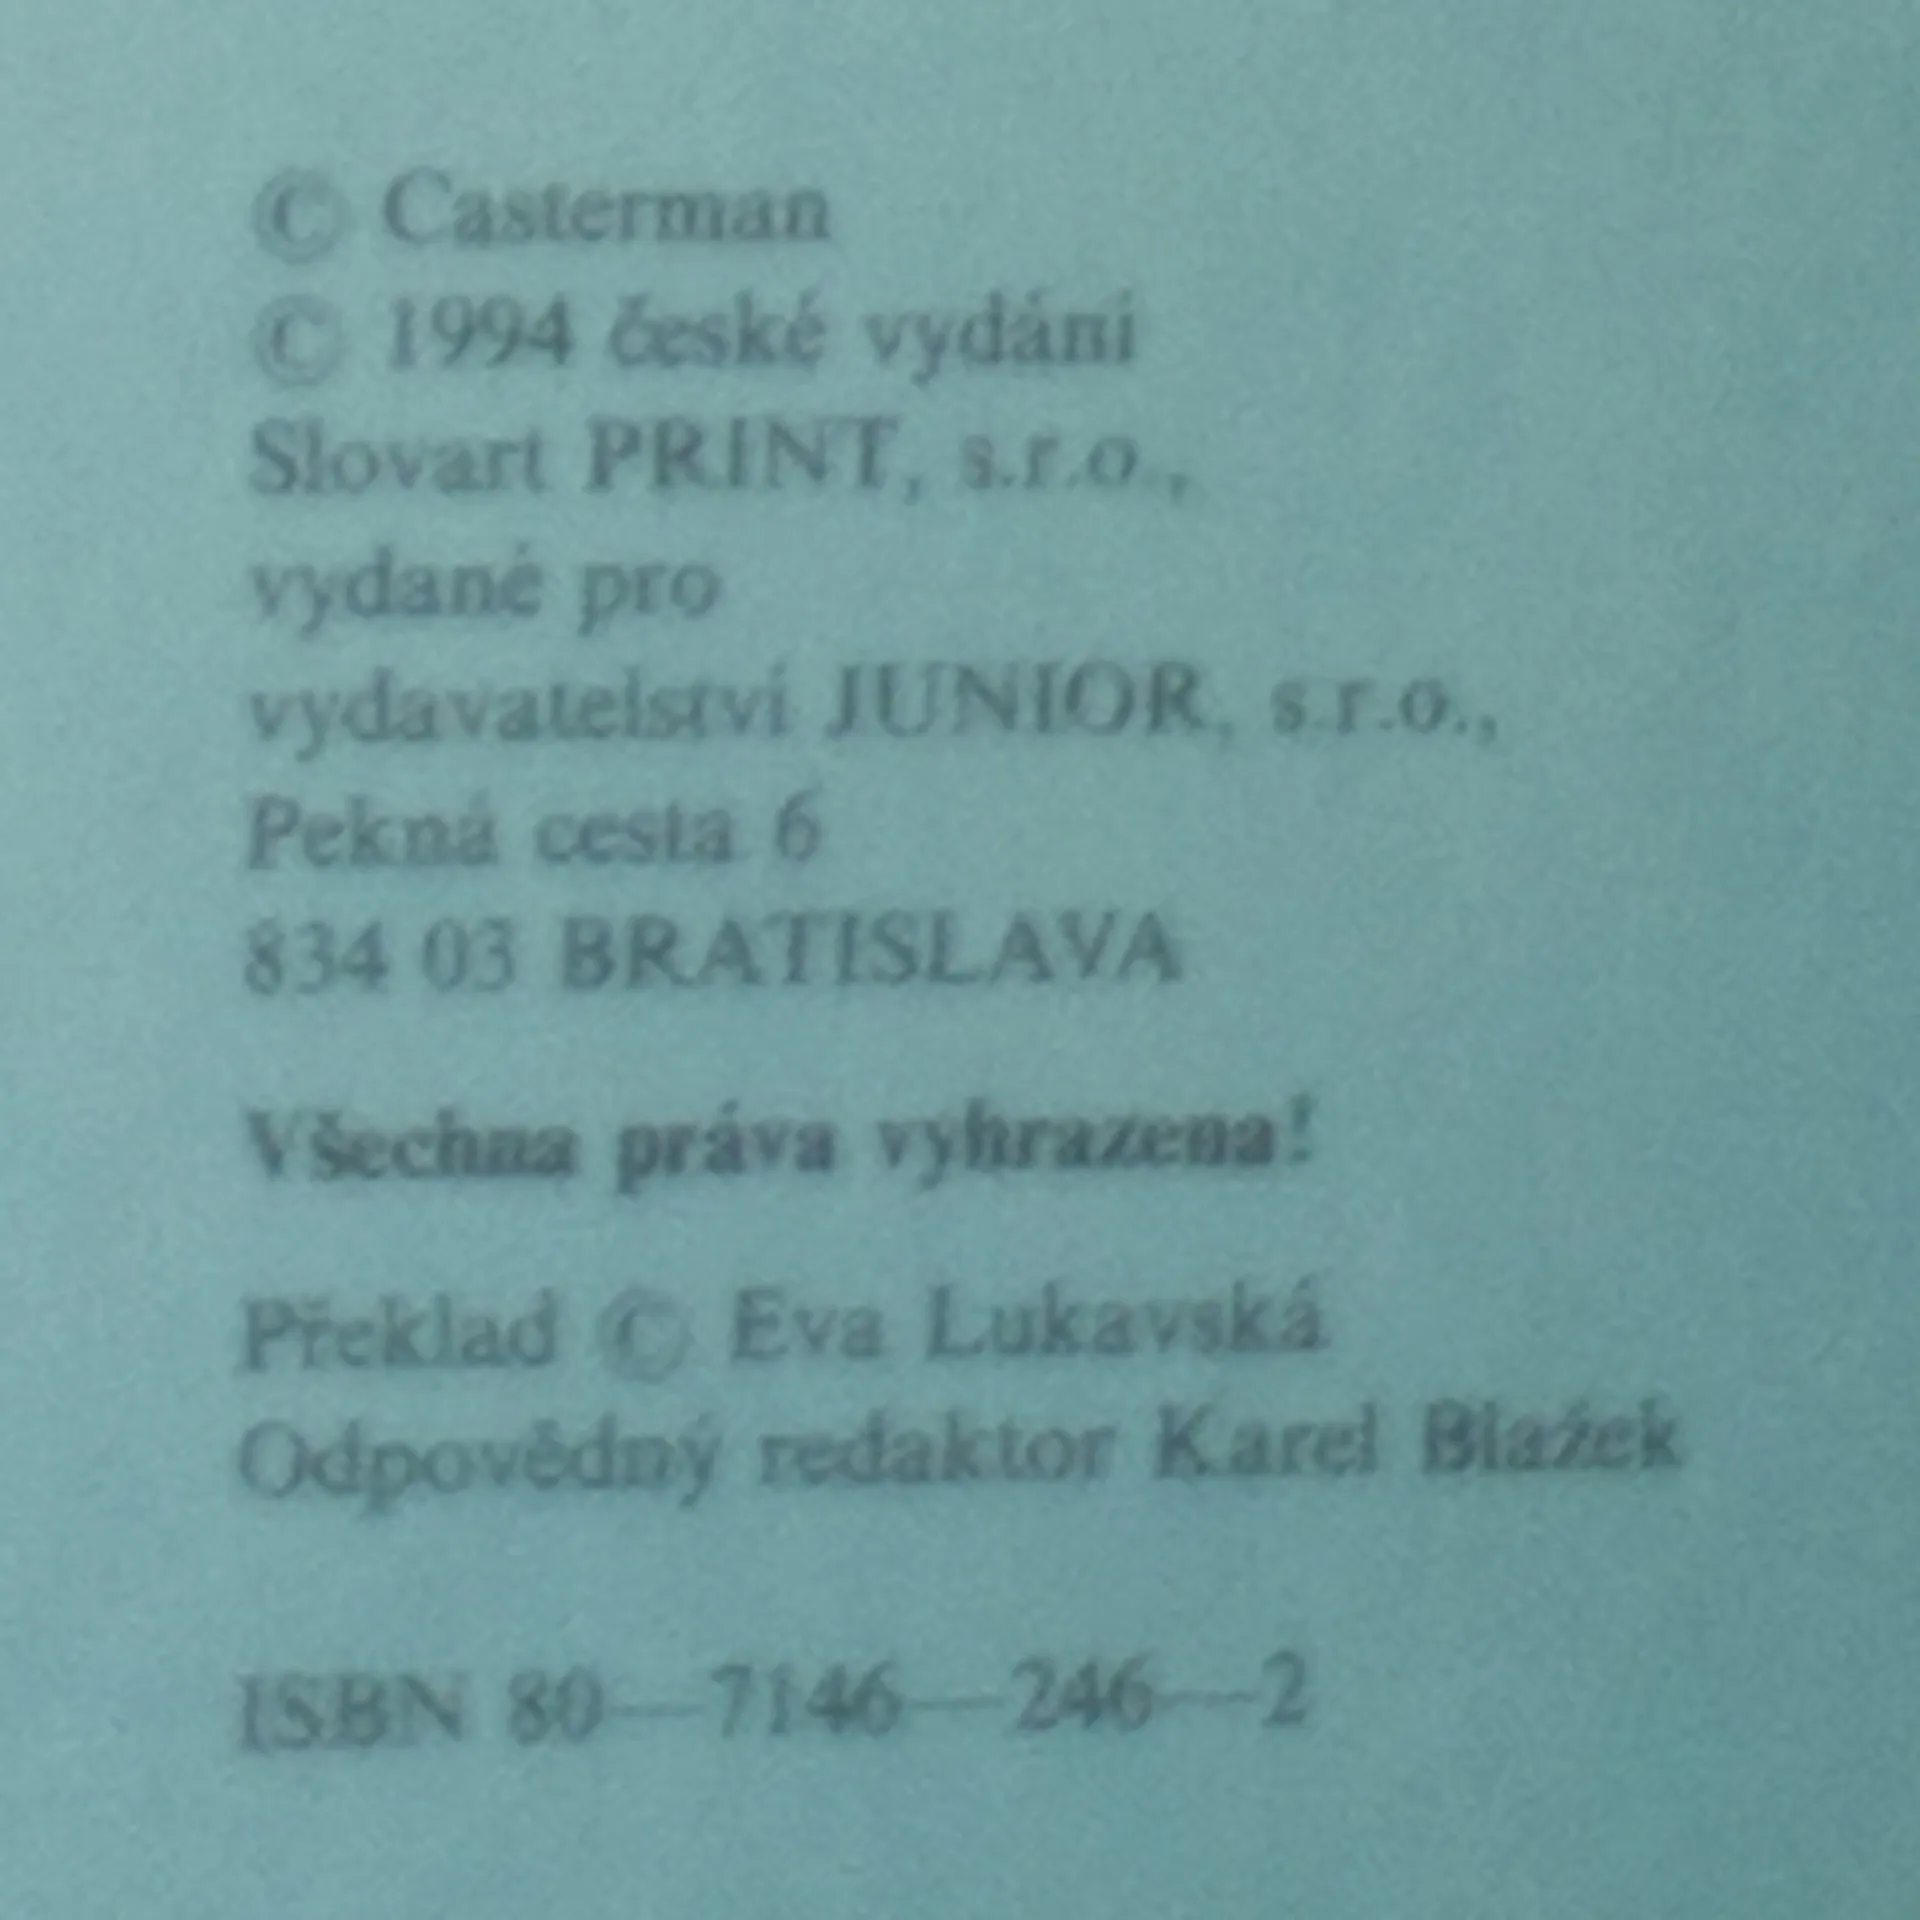 © Casterman
© 1994 české vydání
Slovart PRINT, s.r.o.,
vydané pro
vydavatelství JUNIOR, s.r.o.,
Pekná cesta 6
834 03 BRATISLAVA
Všechna práva vyhrazena!
Překlad © Eva Lukavská
Odpovědný redaktor Karel Blažek
ISBN 80—7146—246—2